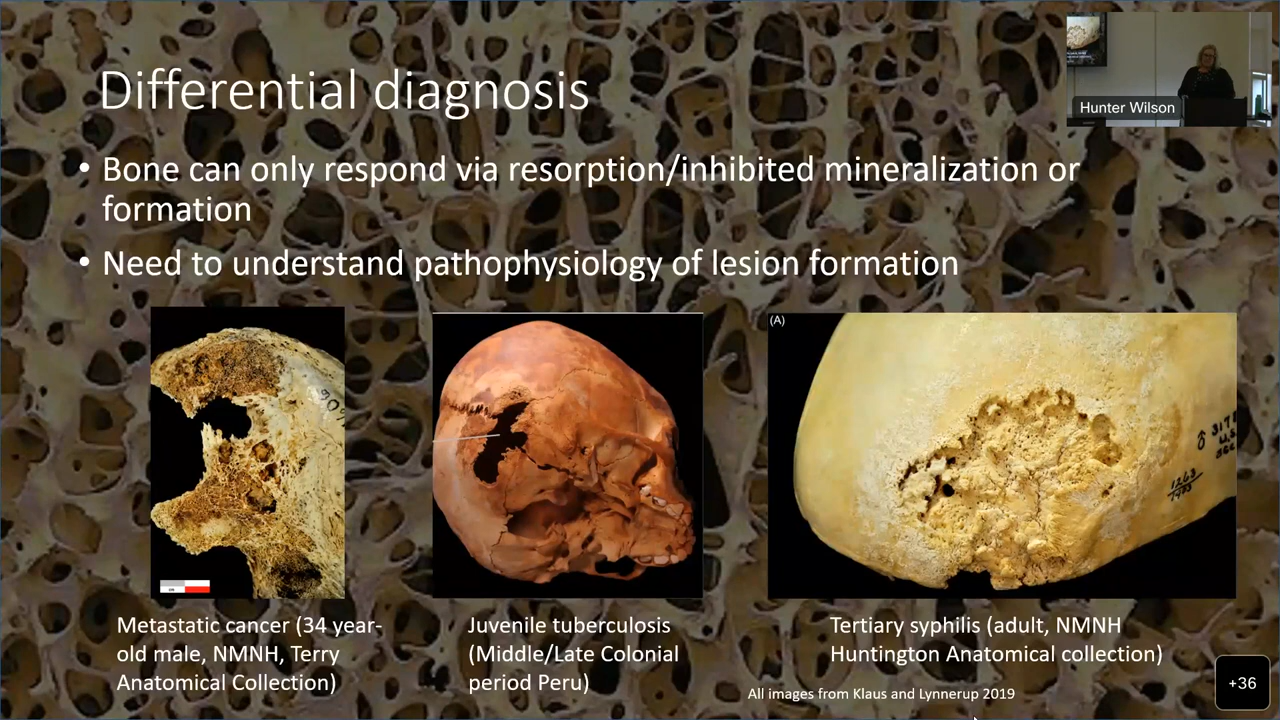 Differential diagnosis
Hunter Wilson
• Bone can only respond via resorption/inhibited mineralization or
formation
• Need to understand pathophysiology of lesion formation
(A)
Metastatic cancer (34 year-
old male, NMNH, Terry
Anatomical Collection)
Juvenile tuberculosis
(Middle/Late Colonial
period Peru)
Tertiary syphilis (adult, NMNH
Huntington Anatomical collection)
All images from Klaus and Lynnerup 2019
+36